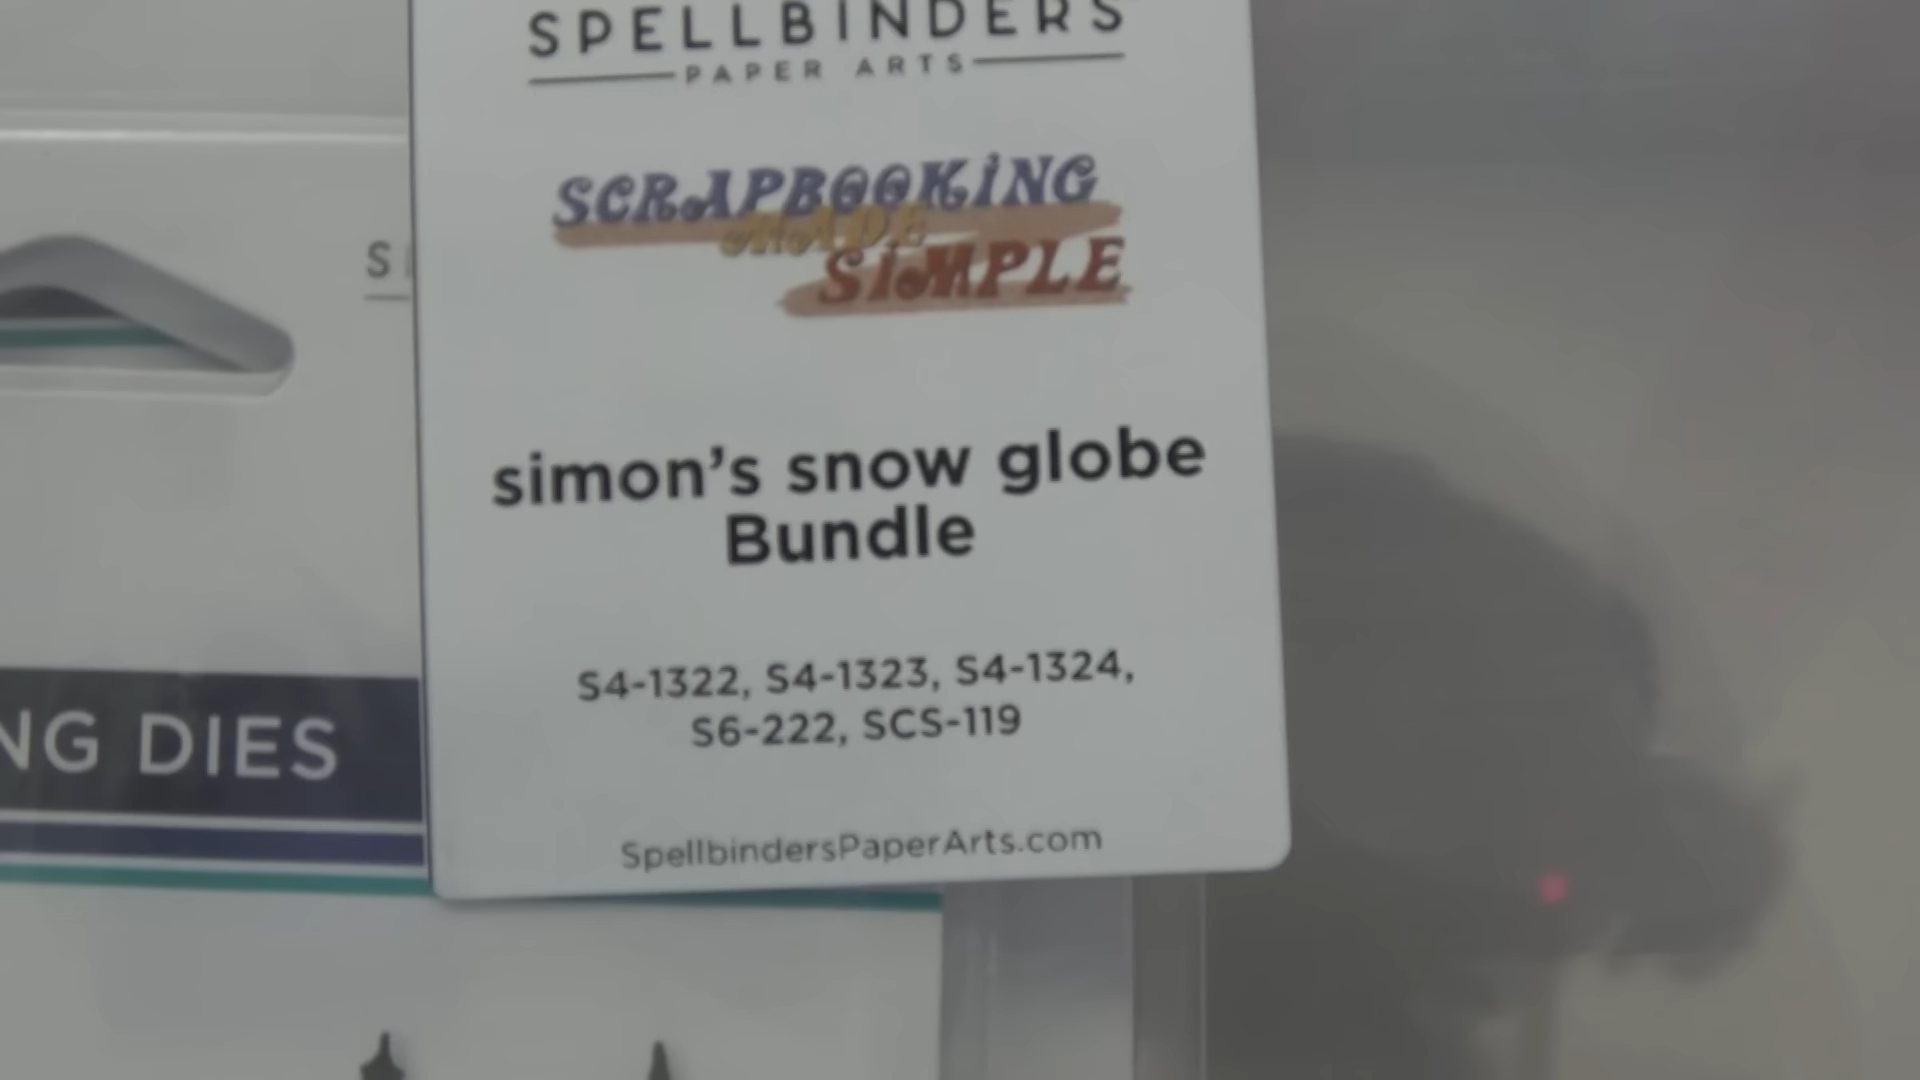 SPELLBINDERS
PAPER ARTS
SCRAPBOOKING
MADE
SIMPLE
simon's snow globe
Bundle
S4-1322, S4-1323, S4-1324,
S6-222, SCS-119
SpellbindersPaperArts.com
S
NG DIES